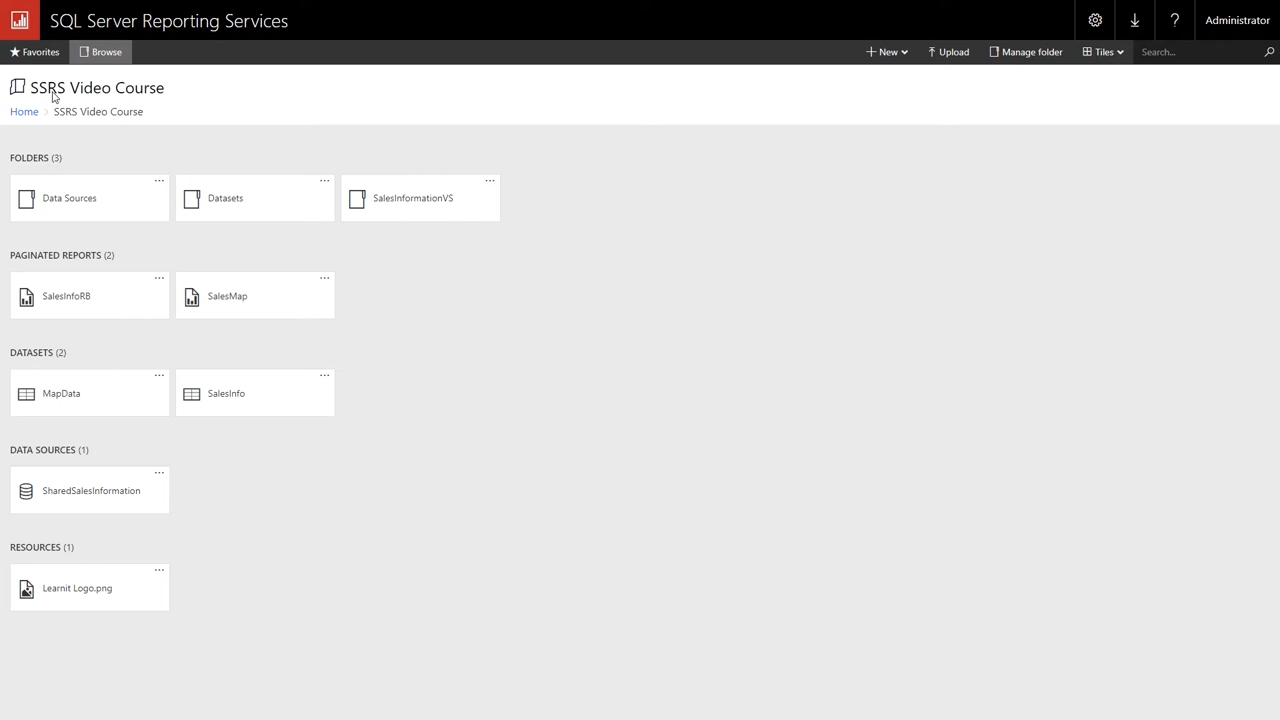 SQL Server Reporting Services
?
Administrator
Favorites
Browse
New
Upload
Manage folder
Tiles
Search...
SSRS Video Course
Home > SSRS Video Course
FOLDERS (3)
...
...
...
Data Sources
Datasets
SalesInformationVS
PAGINATED REPORTS (2)
...
...
SalesInfoRB
SalesMap
DATASETS (2)
...
...
MapData
SalesInfo
DATA SOURCES (1)
...
SharedSalesInformation
RESOURCES (1)
...
Learnit Logo.png